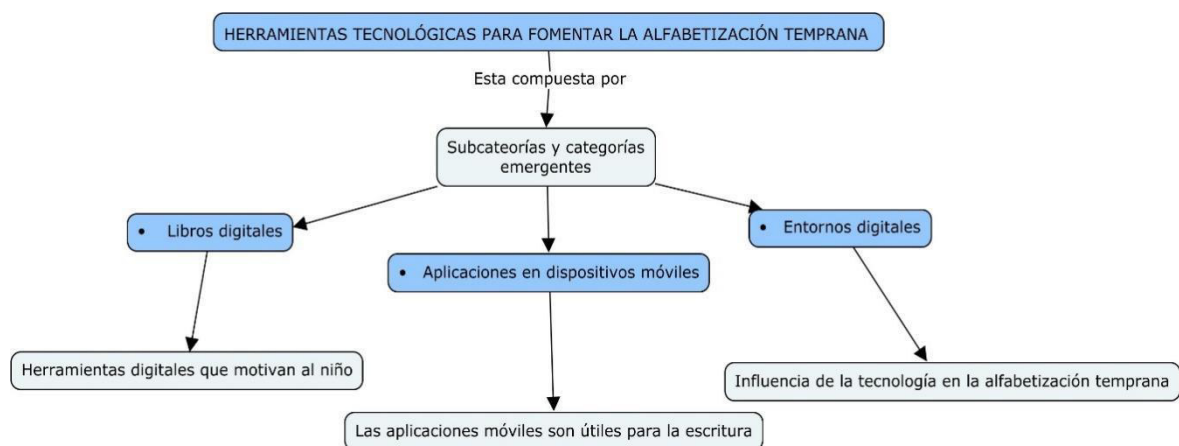 HERRAMIENTAS TECNOLÓGICAS PARA FOMENTAR LA ALFABETIZACIÓN TEMPRANA
Esta compuesta por
Subcateorías y categorías
emergentes
• Libros digitales
• Aplicaciones en dispositivos móviles
• Entornos digitales
Herramientas digitales que motivan al niño
Las aplicaciones móviles son útiles para la escritura
Influencia de la tecnología en la alfabetización temprana